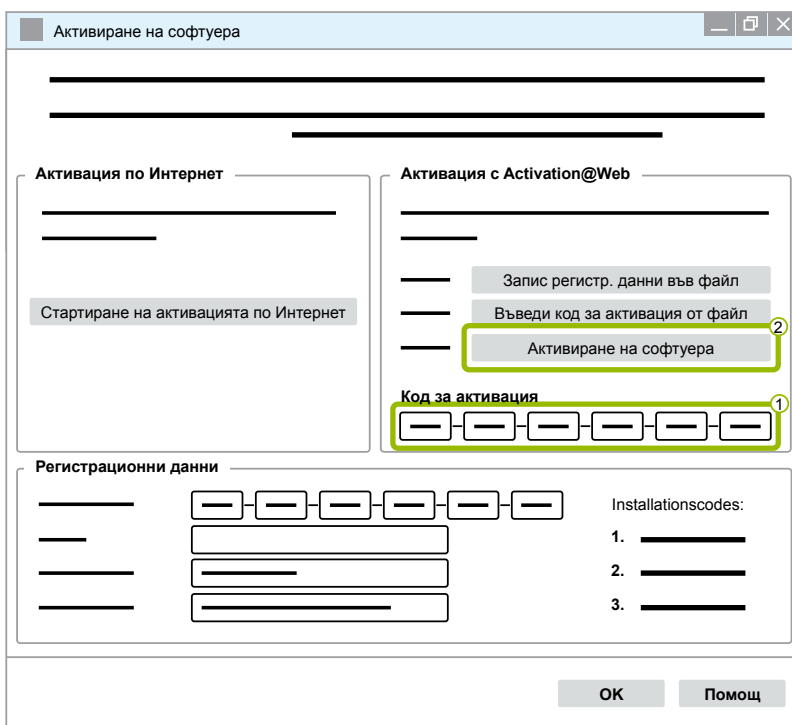 Активиране на софтуера
Активация по Интернет
Стартиране на активацията по Интернет
Активация с Activation@Web
Запис регистр. данни във файл
Въведи код за активация от файл
2
Активиране на софтуера
Код за активация
1
Регистрационни данни
Installationscodes:
1.
2.
3.
OK
Помощ